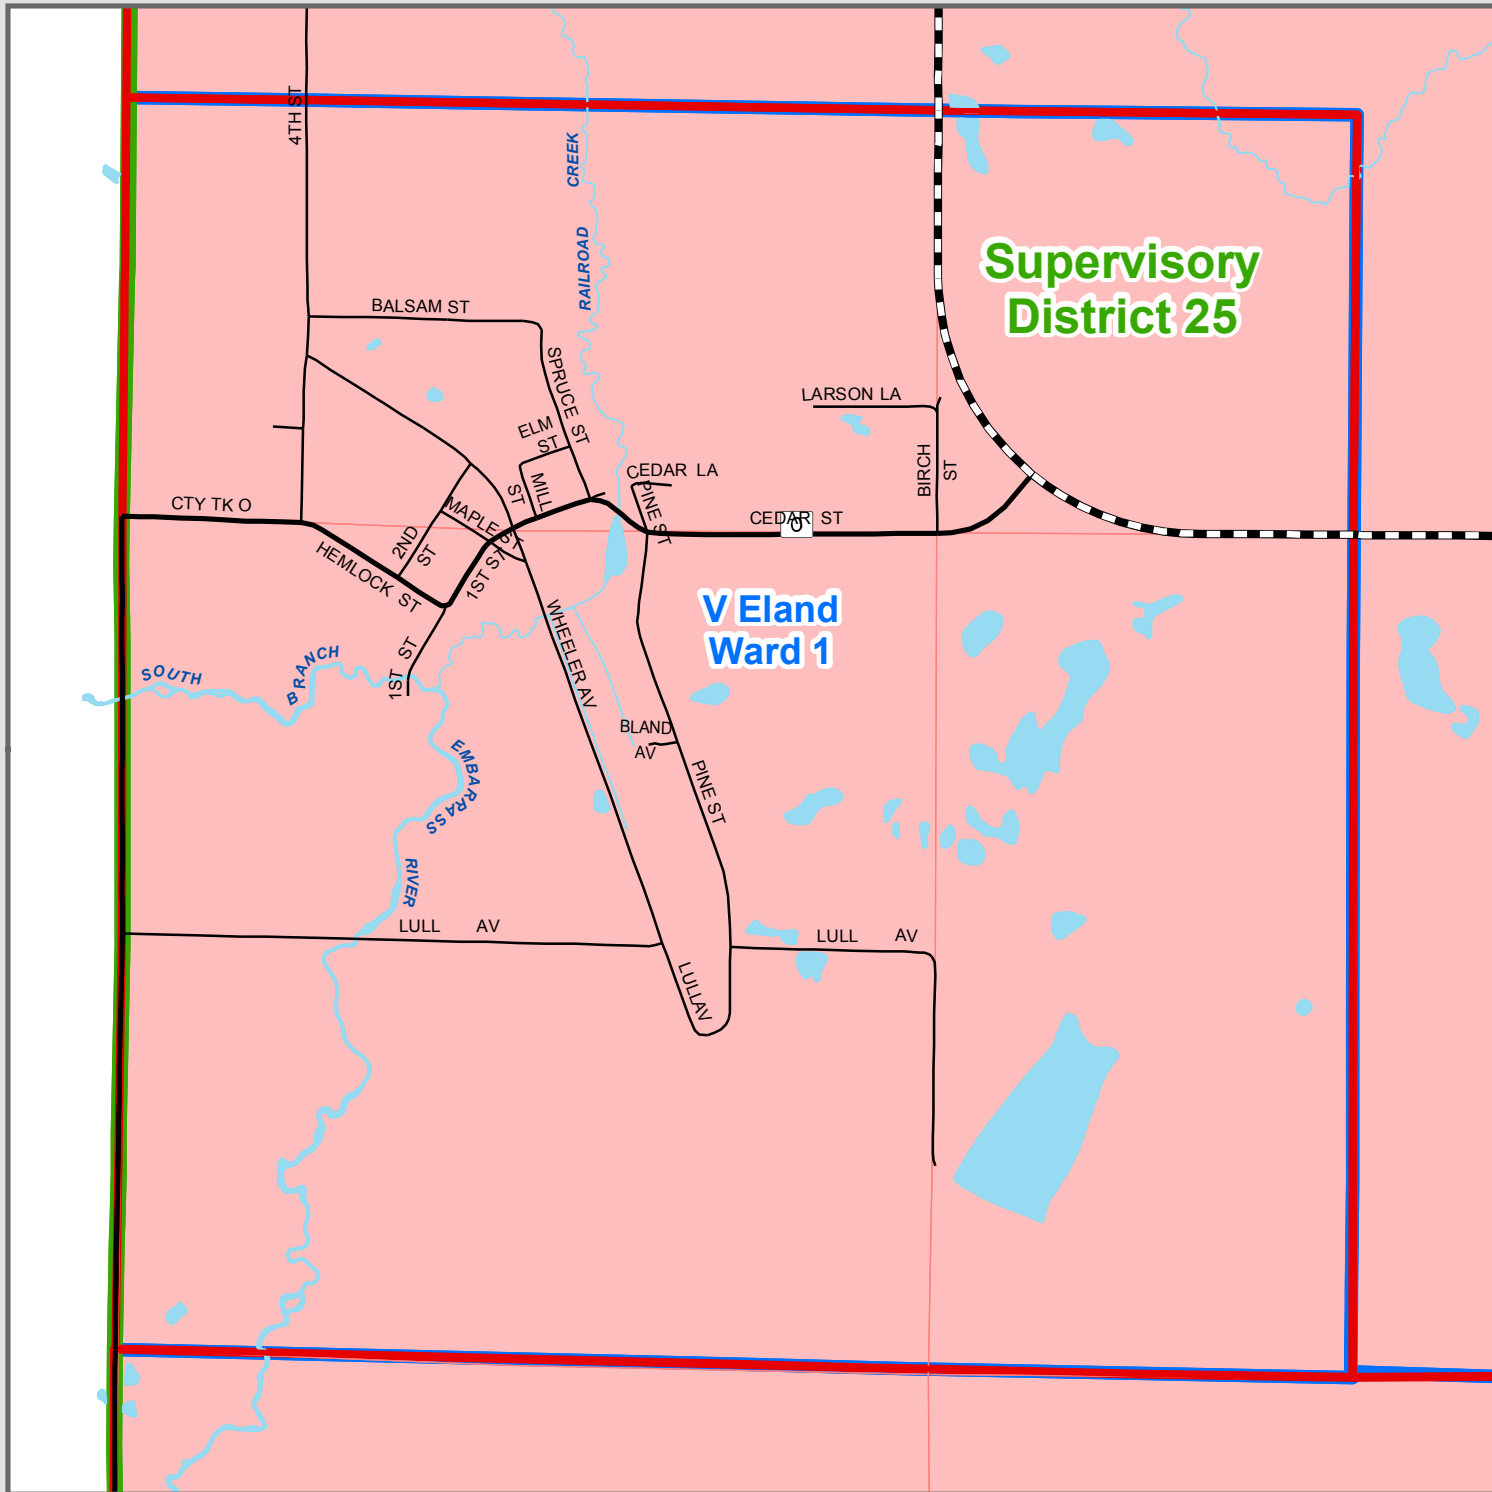 4TH ST
CREEK
RAILROAD
Supervisory
District 25
BALSAM ST
SPRUCE ST
LARSON LA
ELM
ST
CEDAR LA
BIRCH
ST
MILL
ST
PINE ST
CTY TK O
MAPLE ST
CEDAR ST
O
2ND
ST
HEMLOCK ST
1ST ST
V Eland
Ward 1
WHEELER AV
1ST ST
SOUTH
BRANCH
BLAND
AV
EMBARRASS
PINE ST
RIVER
LULL AV
LULL AV
LULLAV